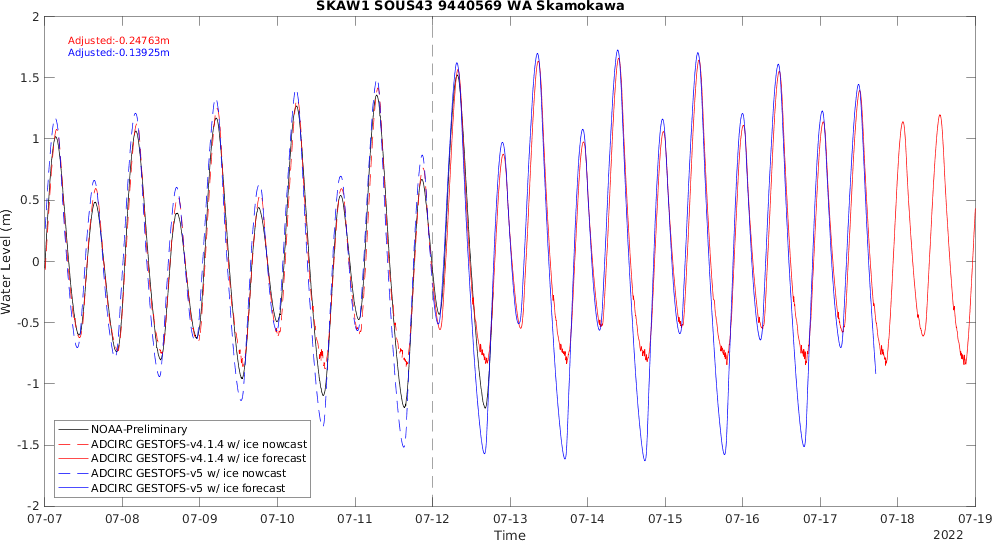 SKAW1 SOUS43 9440569 WA Skamokawa
Adjusted:-0.24763m
Adjusted:-0.13925m
2
1.5
1
0.5
0
-0.5
-1
-1.5
-2
Water Level (m)
NOAA-Preliminary
ADCIRC GESTOFS-v4.1.4 w/ ice nowcast
ADCIRC GESTOFS-v4.1.4 w/ ice forecast
ADCIRC GESTOFS-v5 w/ ice nowcast
ADCIRC GESTOFS-v5 w/ ice forecast
07-07 07-08 07-09 07-10 07-11 07-12 07-13 07-14 07-15 07-16 07-17 07-18 07-19
Time
2022